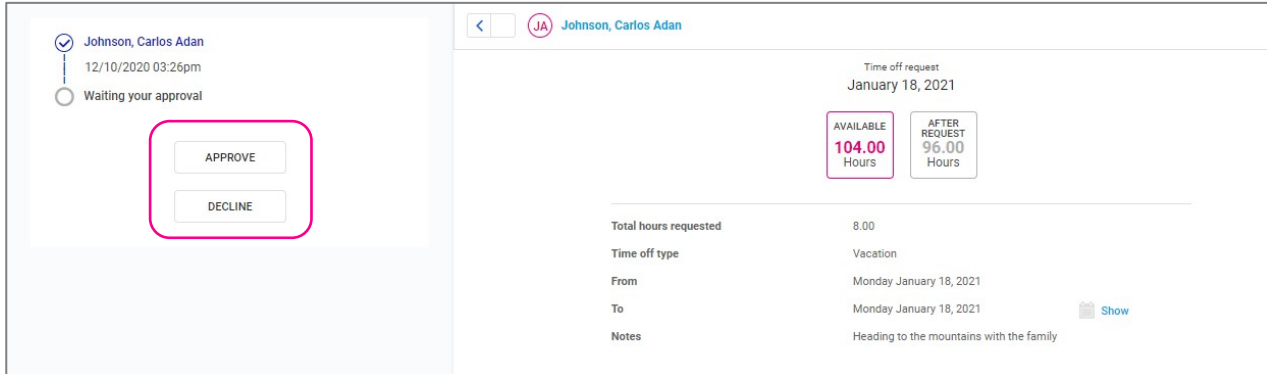 Johnson, Carlos Adan
12/10/2020 03:26pm
Waiting your approval
APPROVE
DECLINE
JA Johnson, Carlos Adan
Time off request
January 18, 2021
AVAILABLE
104.00
Hours
AFTER
REQUEST
96.00
Hours
Total hours requested 8.00
Time off type Vacation
From Monday January 18, 2021
To Monday January 18, 2021 Show
Notes Heading to the mountains with the family